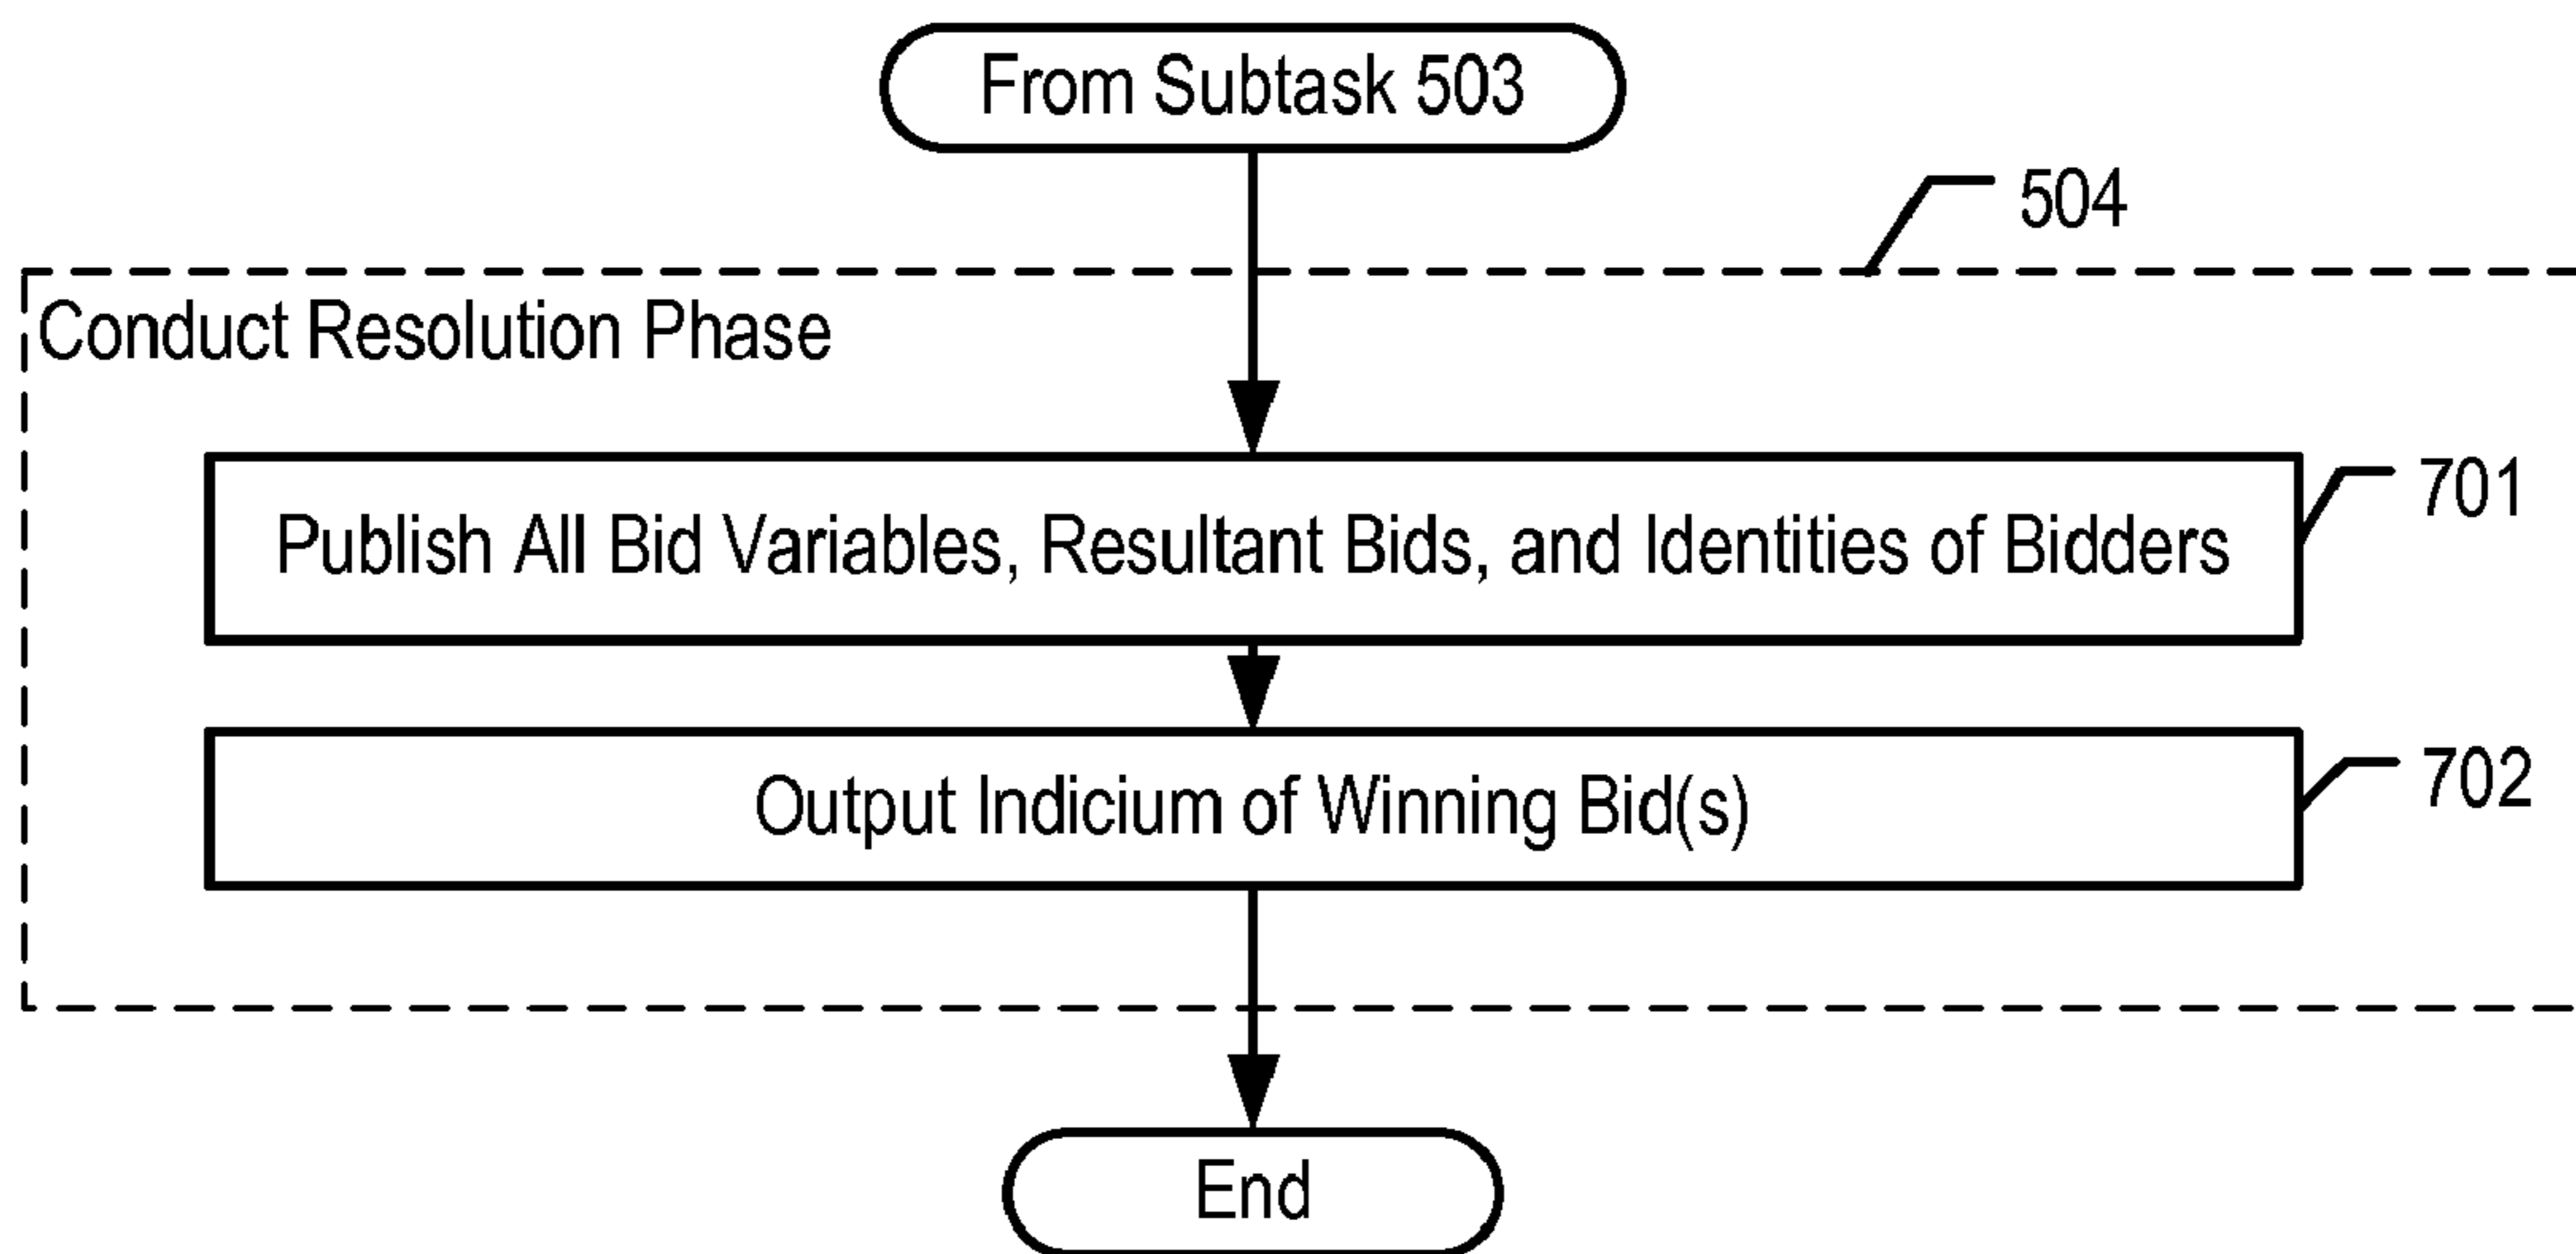 From Subtask 503
504
Conduct Resolution Phase
701
Publish All Bid Variables, Resultant Bids, and Identities of Bidders
702
Output Indicium of Winning Bid(s)
End